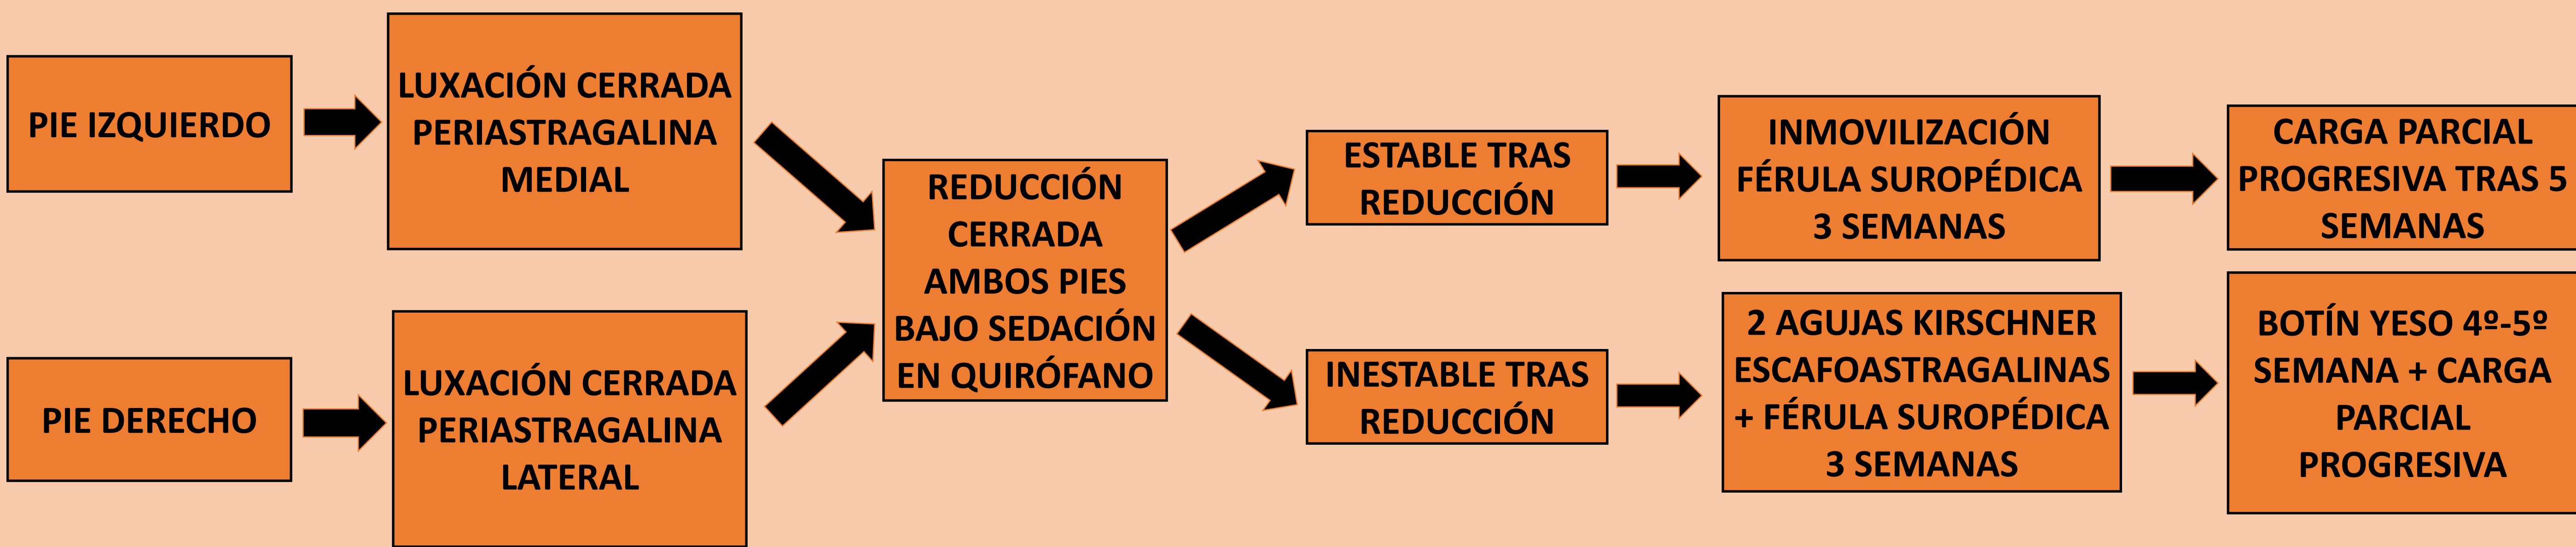 PIE IZQUIERDO
LUXACIÓN CERRADA
PERIASTRAGALINA
MEDIAL
PIE DERECHO
LUXACIÓN CERRADA
PERIASTRAGALINA
LATERAL
REDUCCIÓN
CERRADA
AMBOS PIES
BAJO SEDACIÓN
EN QUIRÓFANO
ESTABLE TRAS
REDUCCIÓN
INMOVILIZACIÓN
FÉRULA SUROPÉDICA
3 SEMANAS
CARGA PARCIAL
PROGRESIVA TRAS 5
SEMANAS
INESTABLE TRAS
REDUCCIÓN
2 AGUJAS KIRSCHNER
ESCAFOASTRAGALINAS
+ FÉRULA SUROPÉDICA
3 SEMANAS
BOTÍN YESO 4º-5º
SEMANA + CARGA
PARCIAL
PROGRESIVA